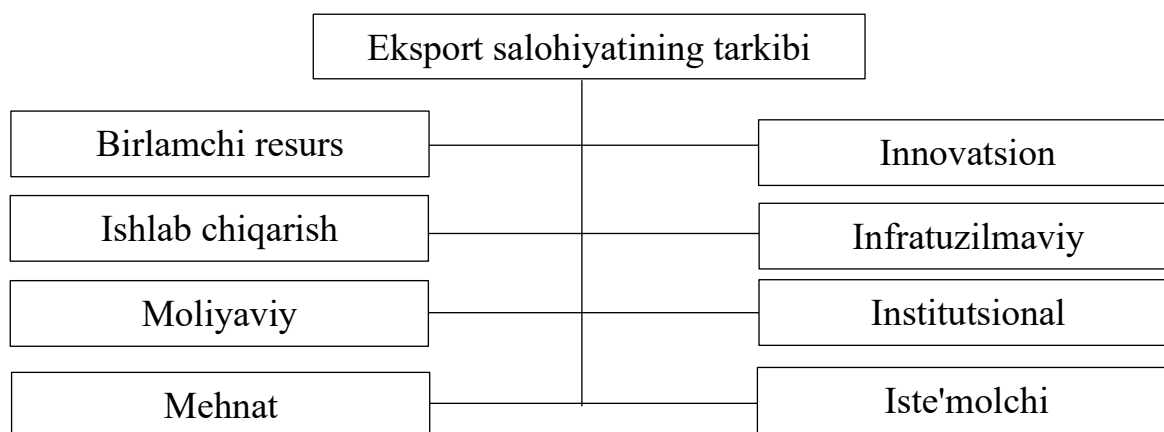 Eksport salohiyatining tarkibi
Birlamchi resurs
Innovatsion
Ishlab chiqarish
Infratuzilmaviy
Moliyaviy
Institutsional
Mehnat
Iste'molchi